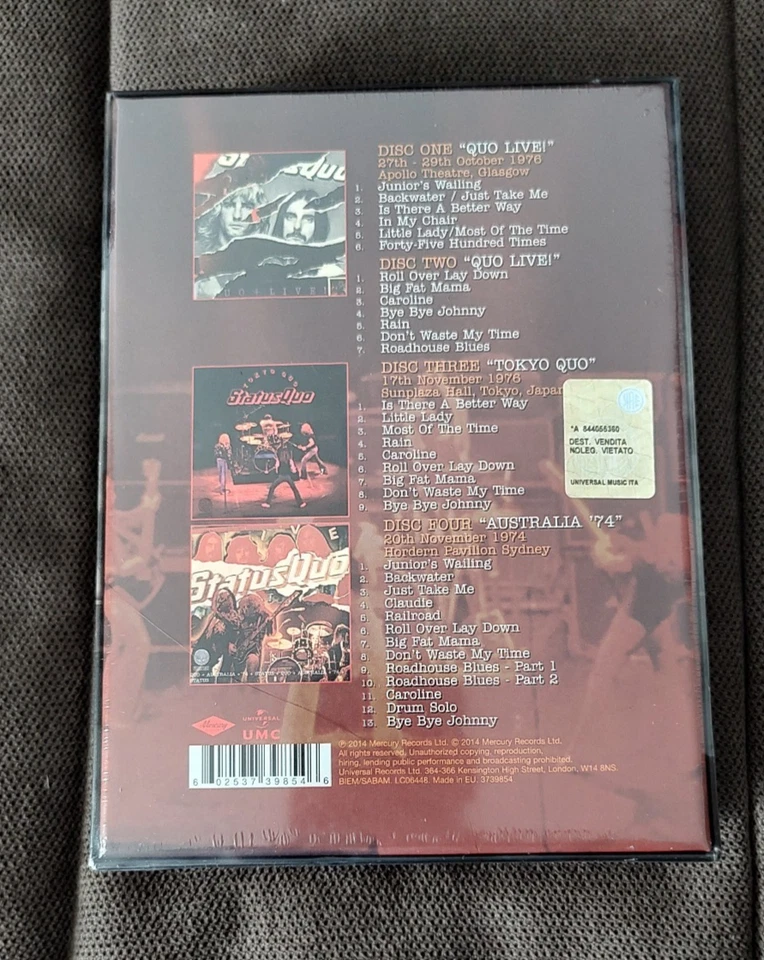 DISC ONE "QUO LIVE!"
27th - 29th October 1976
Apollo Theatre, Glasgow
1. Junior's Wailing
2. Backwater / Just Take Me
3. Is There A Better Way
4. In My Chair
5. Little Lady/Most Of The Time
6. Forty-Five Hundred Times
DISC TWO "QUO LIVE!"
1. Roll Over Lay Down
2. Big Fat Mama
3. Caroline
4. Bye Bye Johnny
5. Rain
6. Don't Waste My Time
7. Roadhouse Blues
Status Quo
QUO LIVE!
DISC THREE "TOKYO QUO"
17th November 1976
Sunplaza Hall, Tokyo, Japan
1. Is There A Better Way
2. Little Lady
3. Most Of The Time
4. Rain
5. Caroline
6. Roll Over Lay Down
7. Big Fat Mama
8. Don't Waste My Time
9. Bye Bye Johnny
TOKYO QUO
Status Quo
*A 844055360
DEST. VENDITA
NOLEG. VIETATO
UNIVERSAL MUSIC ITA
DISC FOUR "AUSTRALIA '74"
20th November 1974
Hordern Pavilion Sydney
1. Junior's Wailing
2. Backwater
3. Just Take Me
4. Claudie
5. Railroad
6. Roll Over Lay Down
7. Big Fat Mama
8. Don't Waste My Time
9. Roadhouse Blues - Part 1
10. Roadhouse Blues - Part 2
11. Caroline
12. Drum Solo
13. Bye Bye Johnny
Status Quo
UNIVERSAL
UMC
6 02537 39854 6
℗ 2014 Mercury Records Ltd. © 2014 Mercury Records Ltd.
All rights reserved. Unauthorized copying, reproduction,
hiring, lending public performance and broadcasting prohibited.
Universal Records Ltd. 364-366 Kensington High Street, London, W14 8NS.
BIEM/SABAM. LC06448. Made in EU. 3739854